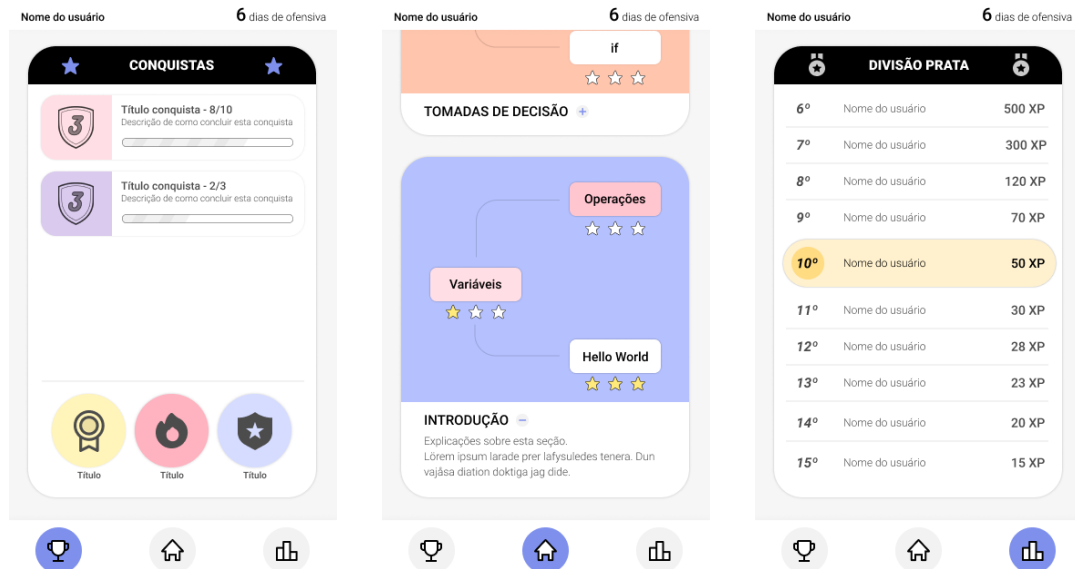 Nome do usuário
6 dias de ofensiva
CONQUISTAS
3
Título conquista - 8/10
Descrição de como concluir esta conquista
3
Título conquista - 2/3
Descrição de como concluir esta conquista
Título
Título
Título
Nome do usuário
6 dias de ofensiva
if
TOMADAS DE DECISÃO +
Operações
Variáveis
Hello World
INTRODUÇÃO −
Explicações sobre esta seção.
Lörem ipsum larade prer lafysuledes tenera. Dun
vajåsa diation doktiga jag dide.
Nome do usuário
6 dias de ofensiva
DIVISÃO PRATA
6º Nome do usuário 500 XP
7º Nome do usuário 300 XP
8º Nome do usuário 120 XP
9º Nome do usuário 70 XP
10º Nome do usuário 50 XP
11º Nome do usuário 30 XP
12º Nome do usuário 28 XP
13º Nome do usuário 23 XP
14º Nome do usuário 20 XP
15º Nome do usuário 15 XP